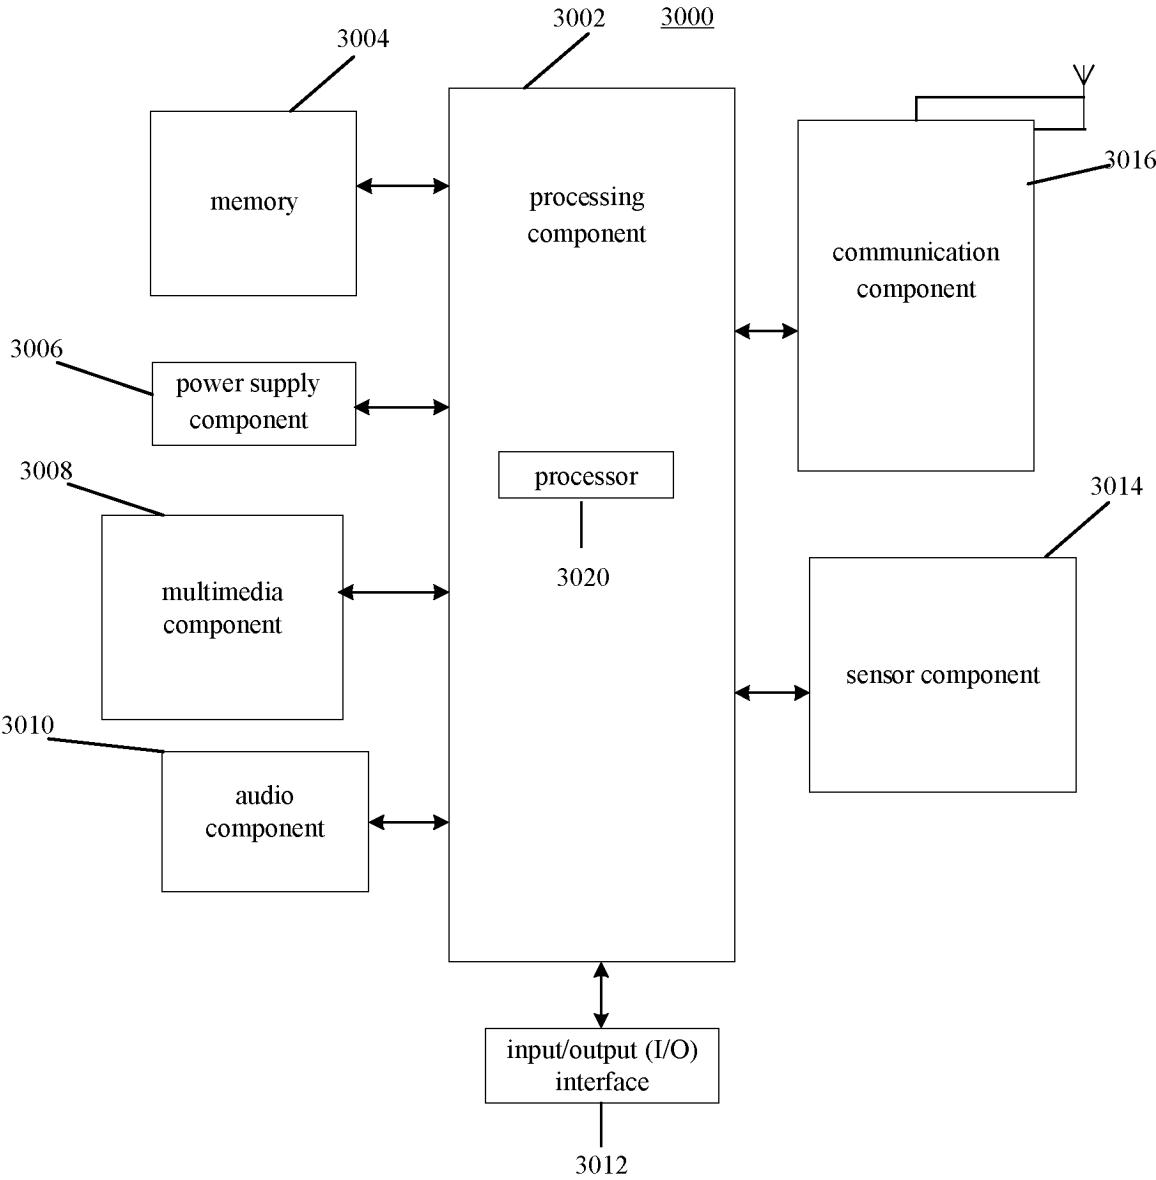 3002
3000
3004
memory
processing
component
3016
communication
component
3006
power supply
component
3008
processor
3014
3020
multimedia
component
sensor component
3010
audio
component
input/output (I/O)
interface
3012